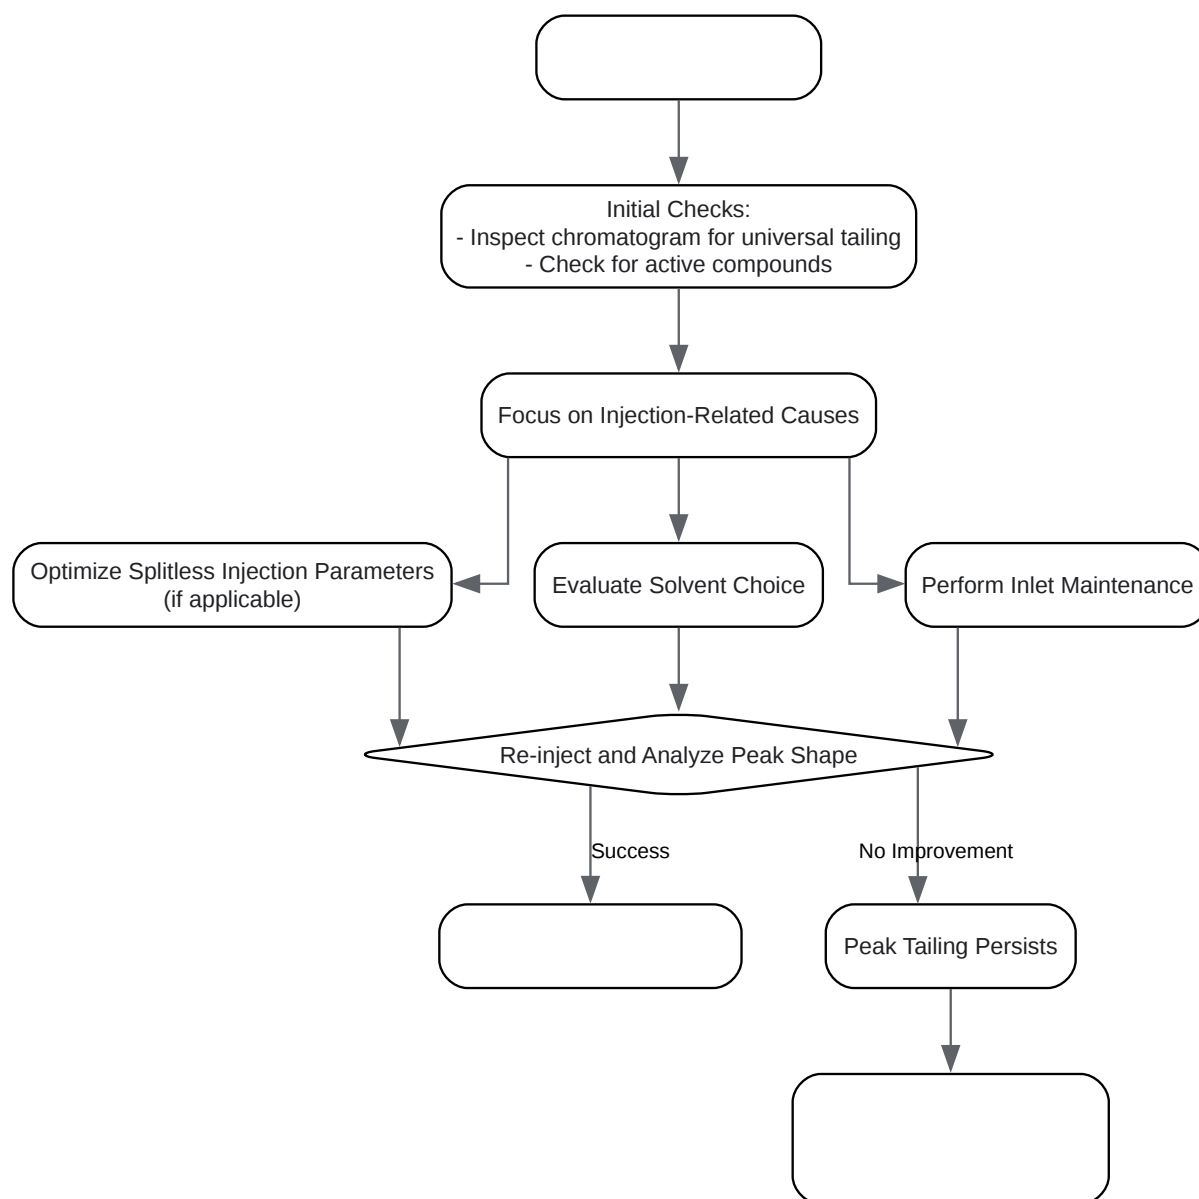 Initial Checks:
- Inspect chromatogram for universal tailing
- Check for active compounds
Focus on Injection-Related Causes
Optimize Splitless Injection Parameters
(if applicable)
Evaluate Solvent Choice
Perform Inlet Maintenance
Re-inject and Analyze Peak Shape
Success
No Improvement
Peak Tailing Persists